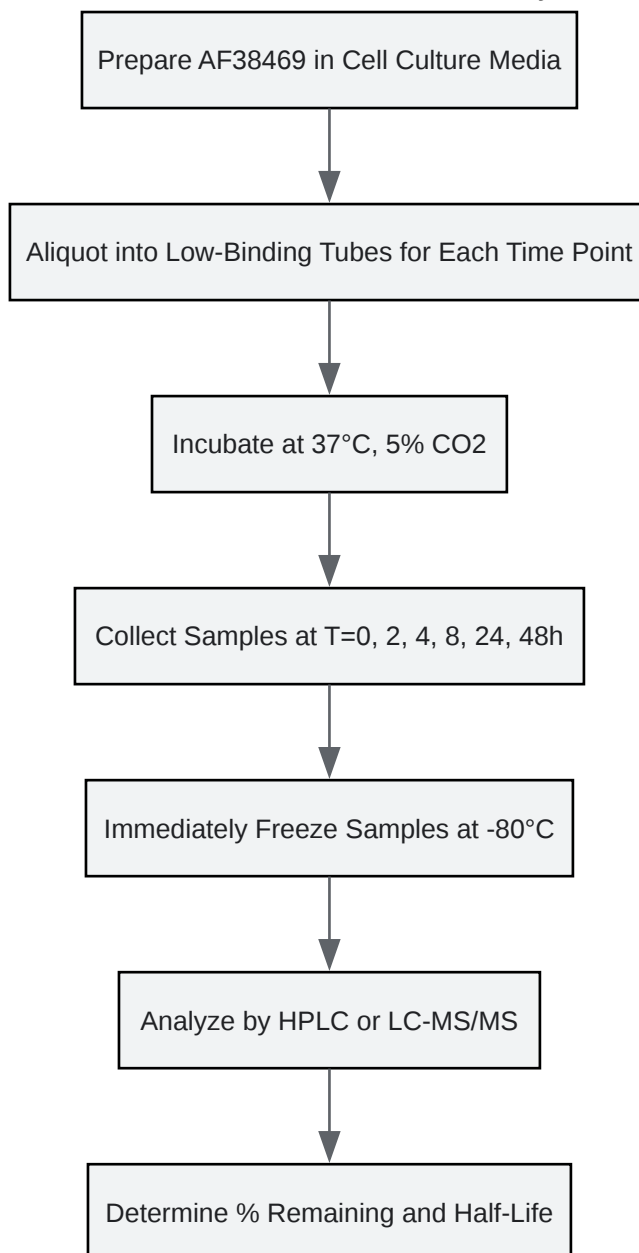 Prepare AF38469 in Cell Culture Media
Aliquot into Low-Binding Tubes for Each Time Point
Incubate at 37°C, 5% CO2
Collect Samples at T=0, 2, 4, 8, 24, 48h
Immediately Freeze Samples at -80°C
Analyze by HPLC or LC-MS/MS
Determine % Remaining and Half-Life